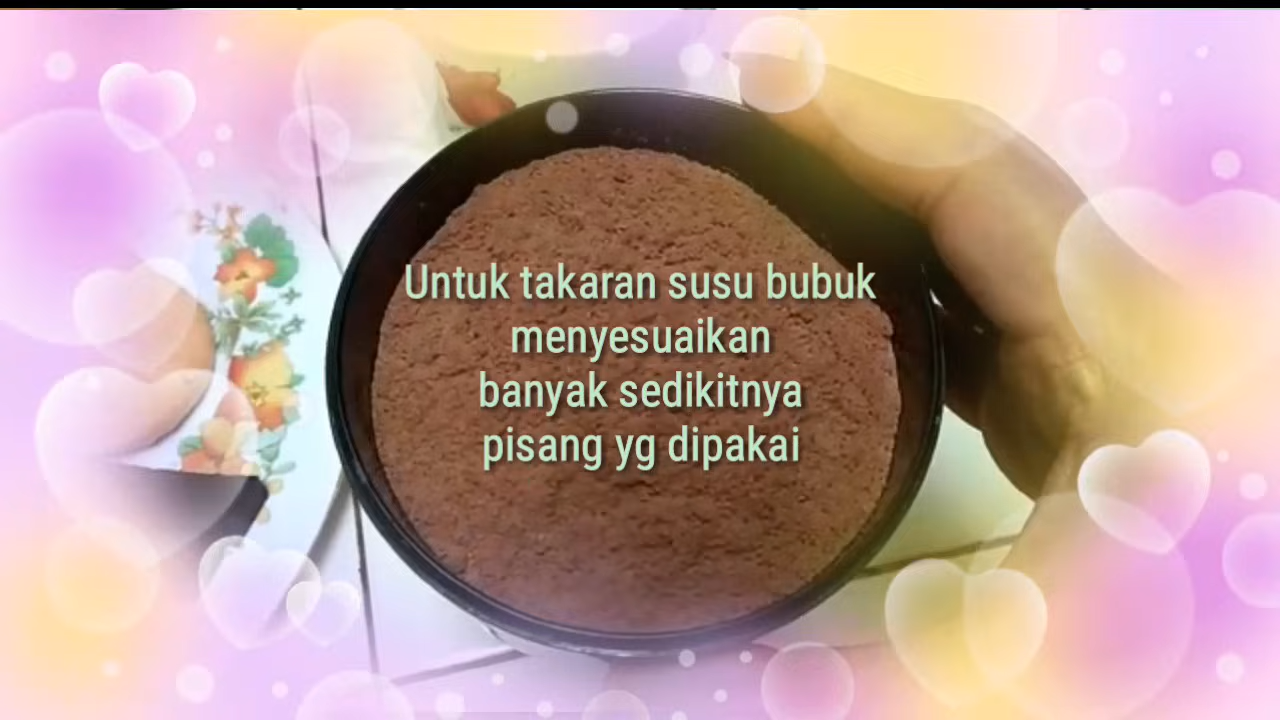 Untuk takaran susu bubuk
menyesuaikan
banyak sedikitnya
pisang yg dipakai